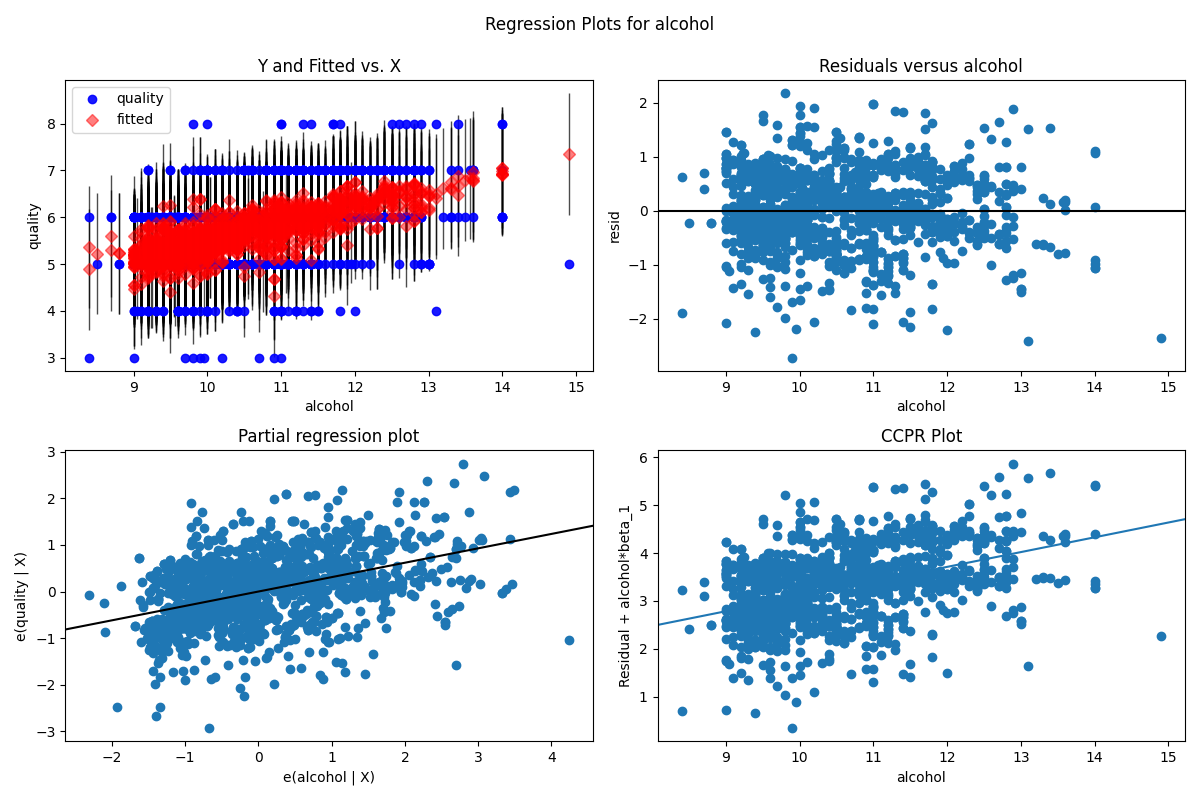 Regression Plots for alcohol
Y and Fitted vs. X
quality
fitted
8
7
6
5
4
3
quality
9 10 11 12 13 14 15
alcohol
Residuals versus alcohol
2
1
0
−1
−2
resid
9 10 11 12 13 14 15
alcohol
Partial regression plot
3
2
1
0
−1
−2
−3
e(quality | X)
−2 −1 0 1 2 3 4
e(alcohol | X)
CCPR Plot
6
5
4
3
2
1
Residual + alcohol*beta_1
9 10 11 12 13 14 15
alcohol